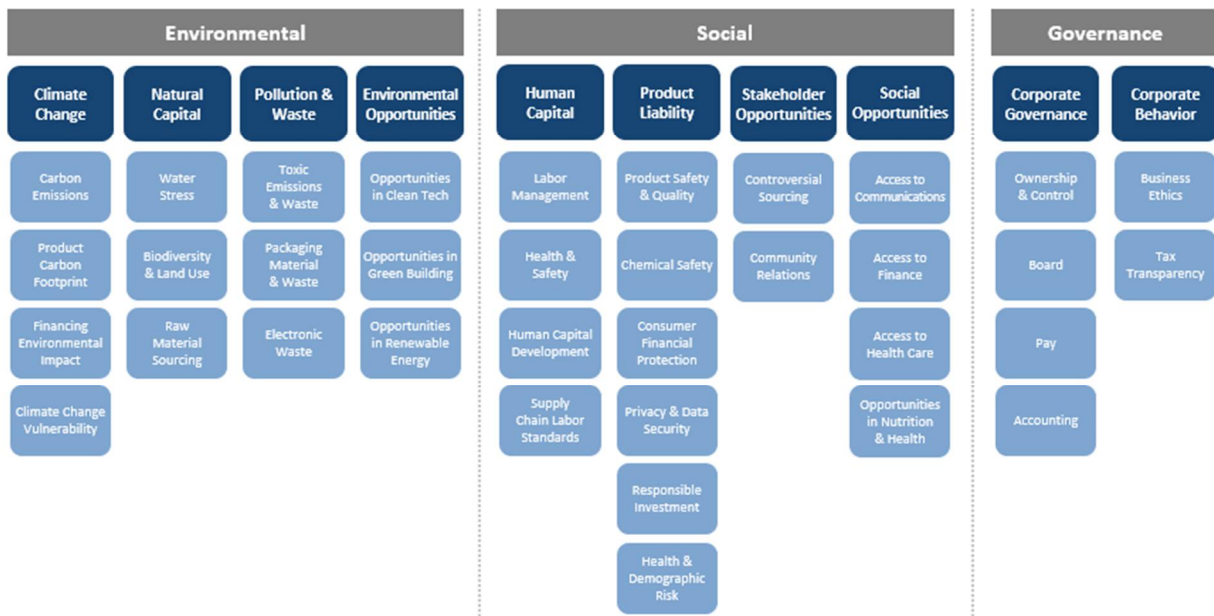 Environmental
Climate
Change
Natural
Capital
Pollution &
Waste
Environmental
Opportunities
Carbon
Emissions
Water
Stress
Toxic
Emissions
& Waste
Opportunities
in Clean Tech
Product
Carbon
Footprint
Biodiversity
& Land Use
Packaging
Material
& Waste
Opportunities in
Green Building
Financing
Environmental
Impact
Raw
Material
Sourcing
Electronic
Waste
Opportunities
in Renewable
Energy
Climate Change
Vulnerability
Social
Human
Capital
Product
Liability
Stakeholder
Opportunities
Social
Opportunities
Labor
Management
Product Safety
& Quality
Controversial
Sourcing
Access to
Communications
Health &
Safety
Chemical Safety
Community
Relations
Access to
Finance
Human Capital
Development
Consumer
Financial
Protection
Access to
Health Care
Supply
Chain Labor
Standards
Privacy & Data
Security
Opportunities
in Nutrition
& Health
Responsible
Investment
Health &
Demographic
Risk
Governance
Corporate
Governance
Corporate
Behavior
Ownership
& Control
Business
Ethics
Board
Tax
Transparency
Pay
Accounting